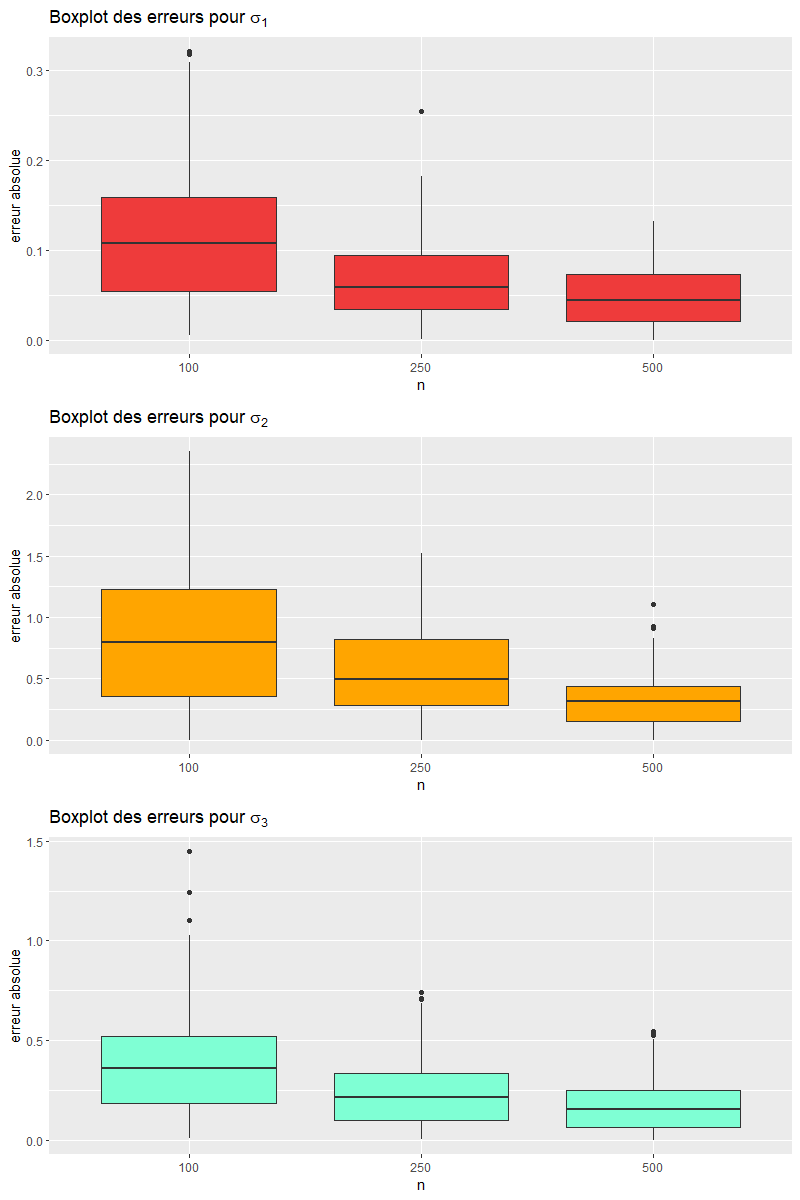 Boxplot des erreurs pour σ₁
erreur absolue
0.3
0.2
0.1
0.0
100 250 500
n
Boxplot des erreurs pour σ₂
erreur absolue
2.0
1.5
1.0
0.5
0.0
100 250 500
n
Boxplot des erreurs pour σ₃
erreur absolue
1.5
1.0
0.5
0.0
100 250 500
n